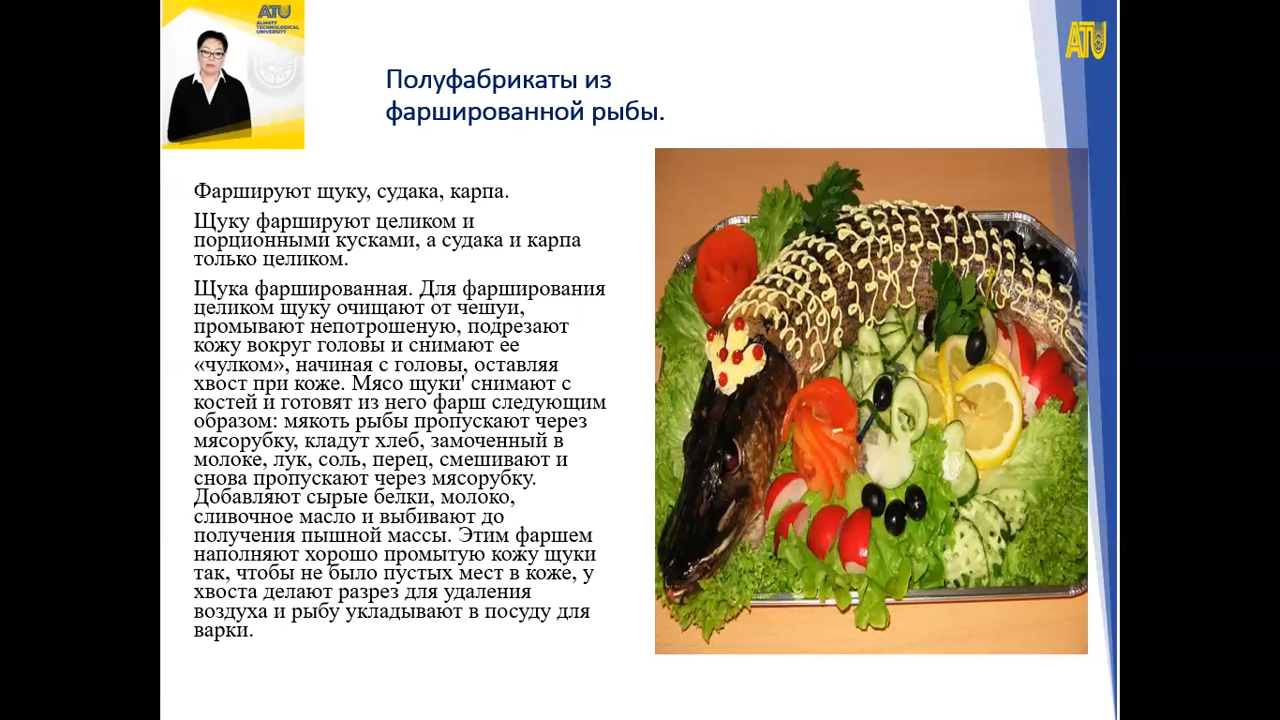 ATU
ALMATY
TECHNOLOGICAL
UNIVERSITY
ATU
Полуфабрикаты из
фаршированной рыбы.
Фаршируют щуку, судака, карпа.
Щуку фаршируют целиком и
порционными кусками, а судака и карпа
только целиком.
Щука фаршированная. Для фарширования
целиком щуку очищают от чешуи,
промывают непотрошеную, подрезают
кожу вокруг головы и снимают ее
«чулком», начиная с головы, оставляя
хвост при коже. Мясо щуки' снимают с
костей и готовят из него фарш следующим
образом: мякоть рыбы пропускают через
мясорубку, кладут хлеб, замоченный в
молоке, лук, соль, перец, смешивают и
снова пропускают через мясорубку.
Добавляют сырые белки, молоко,
сливочное масло и выбивают до
получения пышной массы. Этим фаршем
наполняют хорошо промытую кожу щуки
так, чтобы не было пустых мест в коже, у
хвоста делают разрез для удаления
воздуха и рыбу укладывают в посуду для
варки.